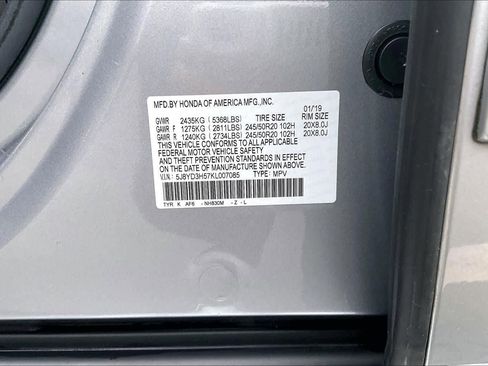 MFD.BY HONDA OF AMERICA MFG.,INC. 01/19
GVWR 2435KG ( 5368LBS) TIRE SIZE RIM SIZE
GAWR F 1275KG ( 2811LBS) 245/50R20 102H 20X8.0J
GAWR R 1240KG ( 2734LBS) 245/50R20 102H 20X8.0J
THIS VEHICLE CONFORMS TO ALL APPLICABLE
FEDERAL MOTOR VEHICLE SAFETY
AND THEFT PREVENTION STANDARDS IN EFFECT
ON THE DATE OF MANUFACTURE SHOWN ABOVE.
V.I.N.: 5J8YD3H57KL007085 TYPE: MPV
TYR K AF6 -NH830M -Z -L